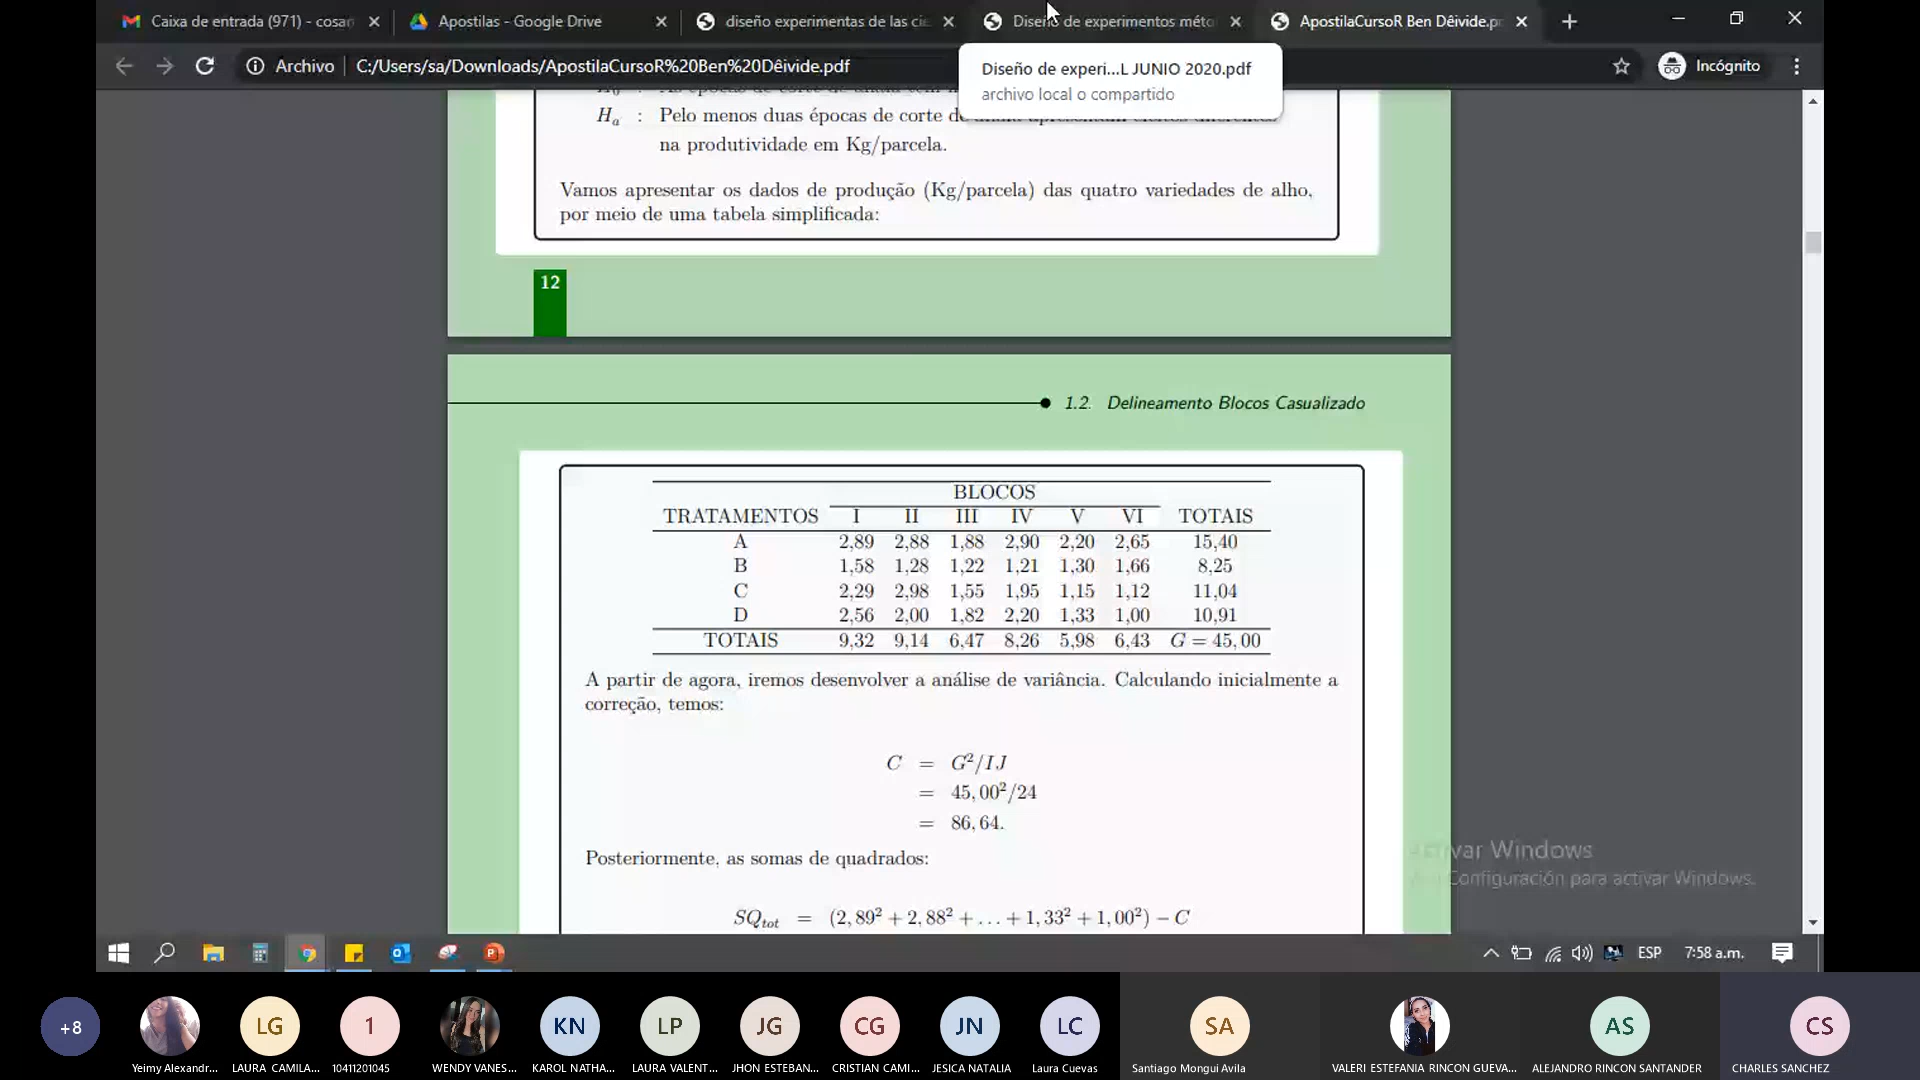 Caixa de entrada (971) - cosan
Apostilas - Google Drive
diseño experimentas de las cie
Diseño de experimentos méto
ApostilaCursoR Ben Dêivide.p
Archivo
C:/Users/sa/Downloads/ApostilaCursoR%20Ben%20Dêivide.pdf
Incógnito
Diseño de experi...L JUNIO 2020.pdf
archivo local o compartido
Hₐ : Pelo menos duas épocas de corte de
na produtividade em Kg/parcela.
Vamos apresentar os dados de produção (Kg/parcela) das quatro variedades de alho,
por meio de uma tabela simplificada:
12
1.2. Delineamento Blocos Casualizado
BLOCOS
TRATAMENTOS I II III IV V VI TOTAIS
A 2,89 2,88 1,88 2,90 2,20 2,65 15,40
B 1,58 1,28 1,22 1,21 1,30 1,66 8,25
C 2,29 2,98 1,55 1,95 1,15 1,12 11,04
D 2,56 2,00 1,82 2,20 1,33 1,00 10,91
TOTAIS 9,32 9,14 6,47 8,26 5,98 6,43 G = 45,00
A partir de agora, iremos desenvolver a análise de variância. Calculando inicialmente a
correção, temos:
C = G²/IJ
= 45,00²/24
= 86,64.
Posteriormente, as somas de quadrados:
SQtot = (2,89² + 2,88² + ... + 1,33² + 1,00²) − C
var Windows
Configuración para activar Windows.
ESP
7:58 a.m.
+8
LG
1
KN
LP
JG
CG
JN
LC
SA
AS
CS
Yeimy Alexandr...
LAURA CAMILA...
10411201045
WENDY VANES...
KAROL NATHA...
LAURA VALENT...
JHON ESTEBAN...
CRISTIAN CAMI...
JESICA NATALIA
Laura Cuevas
Santiago Mongui Avila
VALERI ESTEFANIA RINCON GUEVA...
ALEJANDRO RINCON SANTANDER
CHARLES SANCHEZ